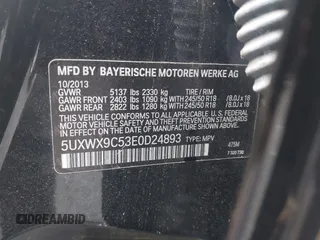 MFD BY BAYERISCHE MOTOREN WERKE AG
10/2013
GVWR 5137 lbs 2330 kg TIRE / RIM
GAWR FRONT 2403 lbs 1090 kg WITH 245/50 R18 / 8.0J x 18
GAWR REAR 2822 lbs 1280 kg WITH 245/50 R18 / 8.0J x 18
THIS VEHICLE CONFORMS TO ALL APPLICABLE
U.S. FEDERAL MOTOR VEHICLE SAFETY STANDARDS
IN EFFECT ON THE DATE OF MANUFACTURE SHOWN ABOVE.
5UXWX9C53E0D24893 TYPE: MPV
475M
DREAMBID